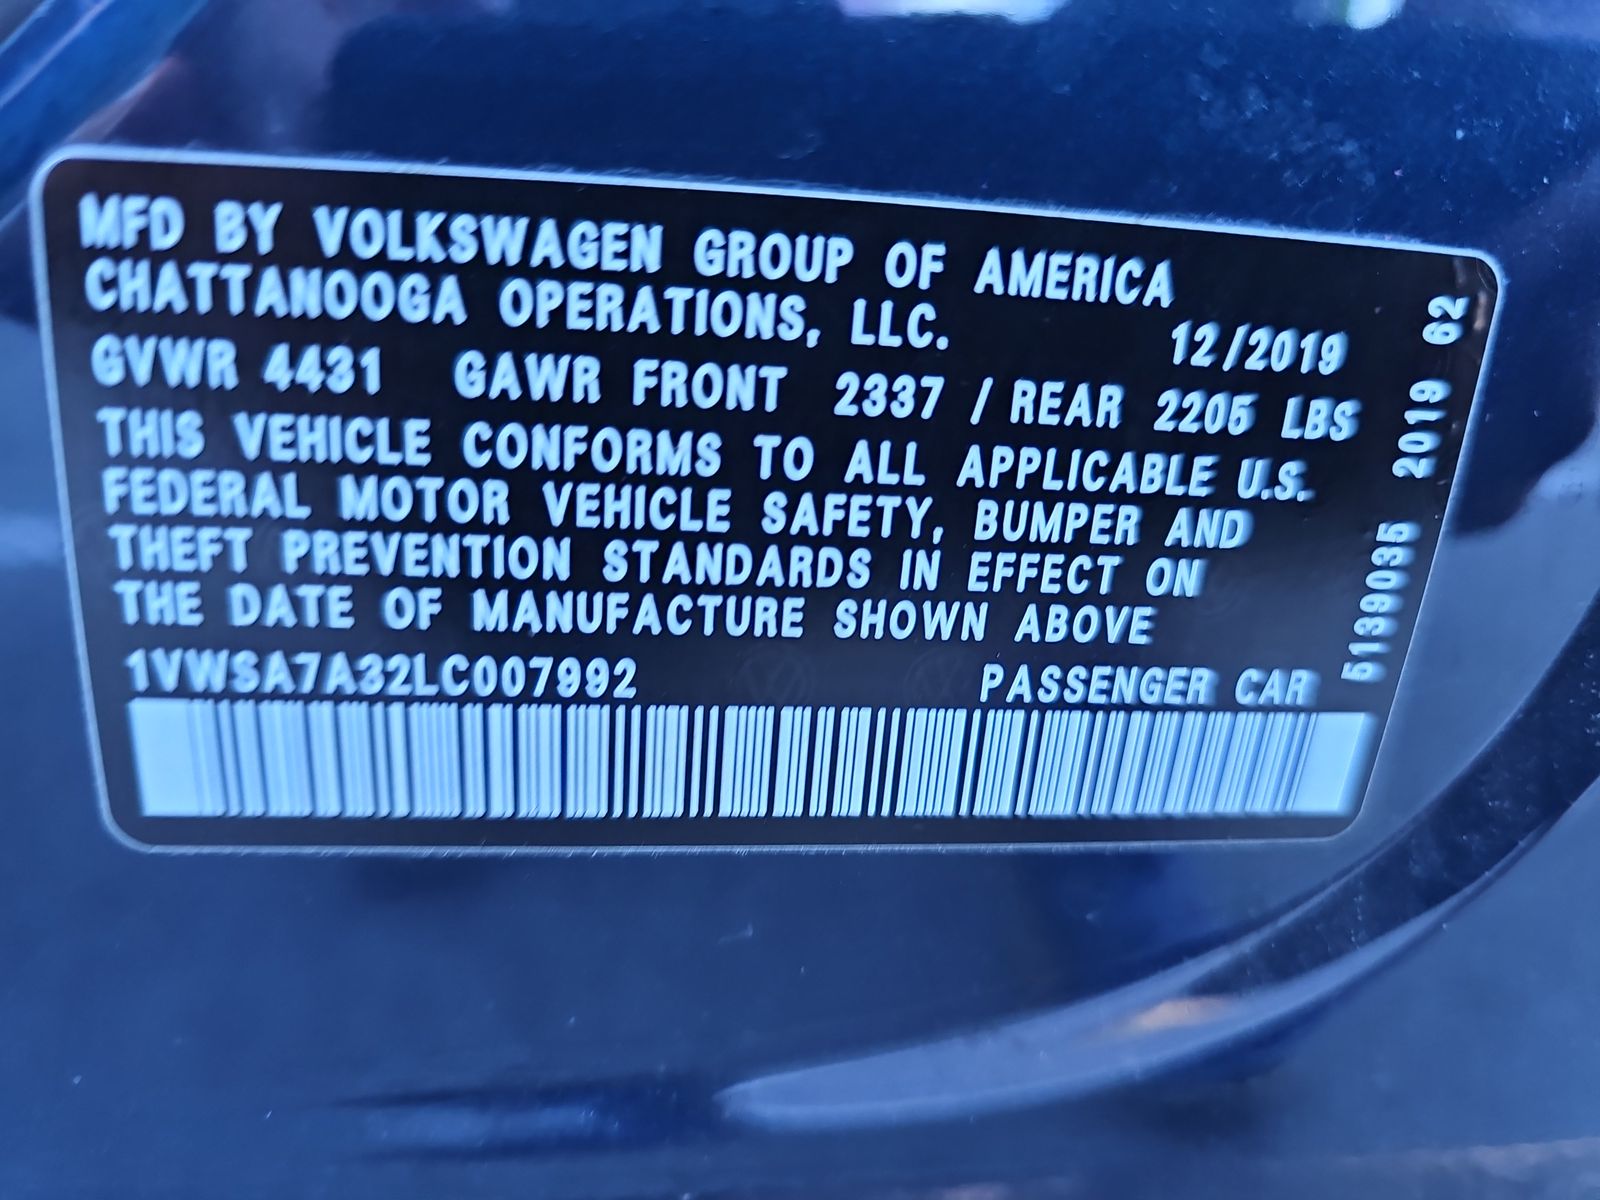 MFD BY VOLKSWAGEN GROUP OF AMERICA
CHATTANOOGA OPERATIONS, LLC.
12/2019
GVWR 4431 GAWR FRONT 2337 / REAR 2205 LBS
THIS VEHICLE CONFORMS TO ALL APPLICABLE U.S.
FEDERAL MOTOR VEHICLE SAFETY, BUMPER AND
THEFT PREVENTION STANDARDS IN EFFECT ON
THE DATE OF MANUFACTURE SHOWN ABOVE
1VWSA7A32LC007992 PASSENGER CAR
5139035 2019 62